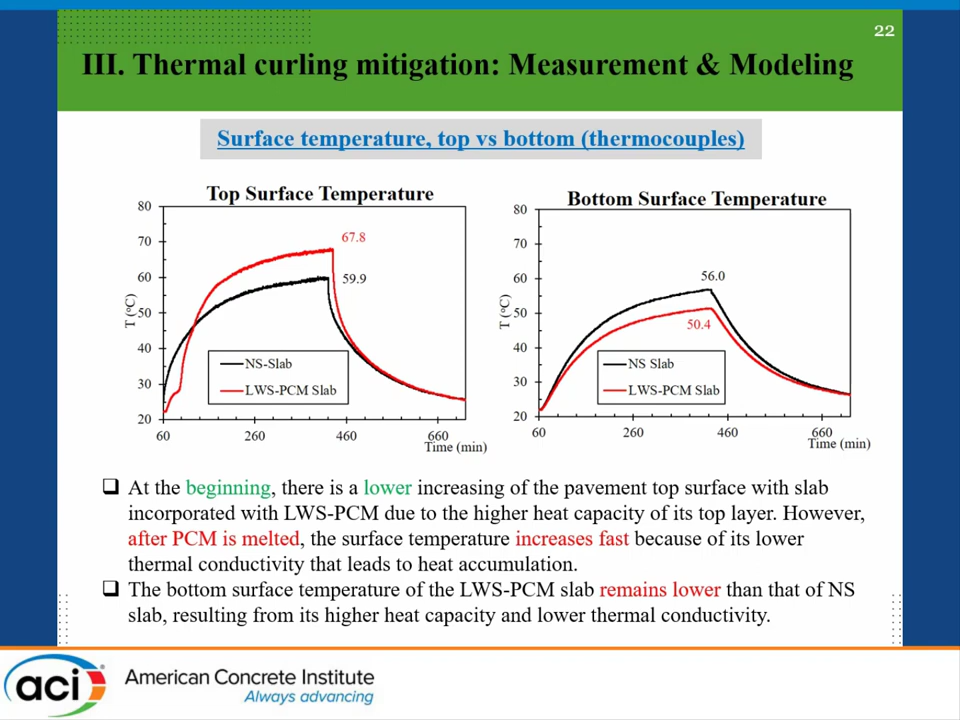 22
III. Thermal curling mitigation: Measurement & Modeling
Surface temperature, top vs bottom (thermocouples)
Top Surface Temperature
80
70
60
50
40
30
20
T (°C)
67.8
59.9
NS-Slab
LWS-PCM Slab
60
260
460
660
Time (min)
Bottom Surface Temperature
80
70
60
50
40
30
20
T (°C)
56.0
50.4
NS Slab
LWS-PCM Slab
60
260
460
660
Time (min)
❑ At the beginning, there is a lower increasing of the pavement top surface with slab
incorporated with LWS-PCM due to the higher heat capacity of its top layer. However,
after PCM is melted, the surface temperature increases fast because of its lower
thermal conductivity that leads to heat accumulation.
❑ The bottom surface temperature of the LWS-PCM slab remains lower than that of NS
slab, resulting from its higher heat capacity and lower thermal conductivity.
aci
American Concrete Institute
Always advancing